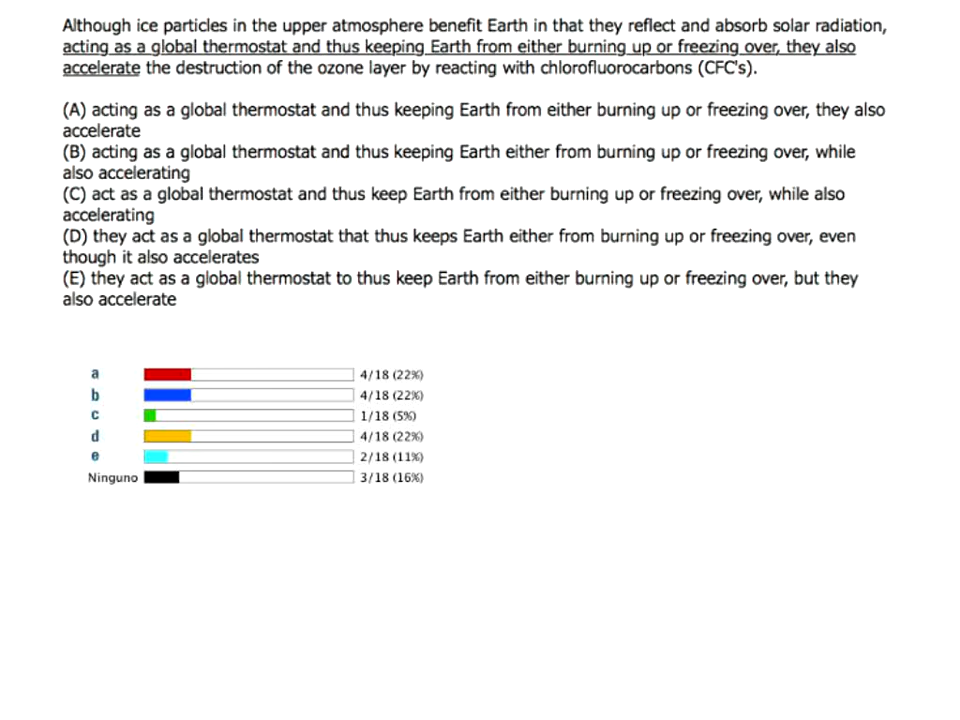 Although ice particles in the upper atmosphere benefit Earth in that they reflect and absorb solar radiation,
acting as a global thermostat and thus keeping Earth from either burning up or freezing over, they also
accelerate the destruction of the ozone layer by reacting with chlorofluorocarbons (CFC's).
(A) acting as a global thermostat and thus keeping Earth from either burning up or freezing over, they also
accelerate
(B) acting as a global thermostat and thus keeping Earth either from burning up or freezing over, while
also accelerating
(C) act as a global thermostat and thus keep Earth from either burning up or freezing over, while also
accelerating
(D) they act as a global thermostat that thus keeps Earth either from burning up or freezing over, even
though it also accelerates
(E) they act as a global thermostat to thus keep Earth from either burning up or freezing over, but they
also accelerate
a 4/18 (22%)
b 4/18 (22%)
c 1/18 (5%)
d 4/18 (22%)
e 2/18 (11%)
Ninguno 3/18 (16%)